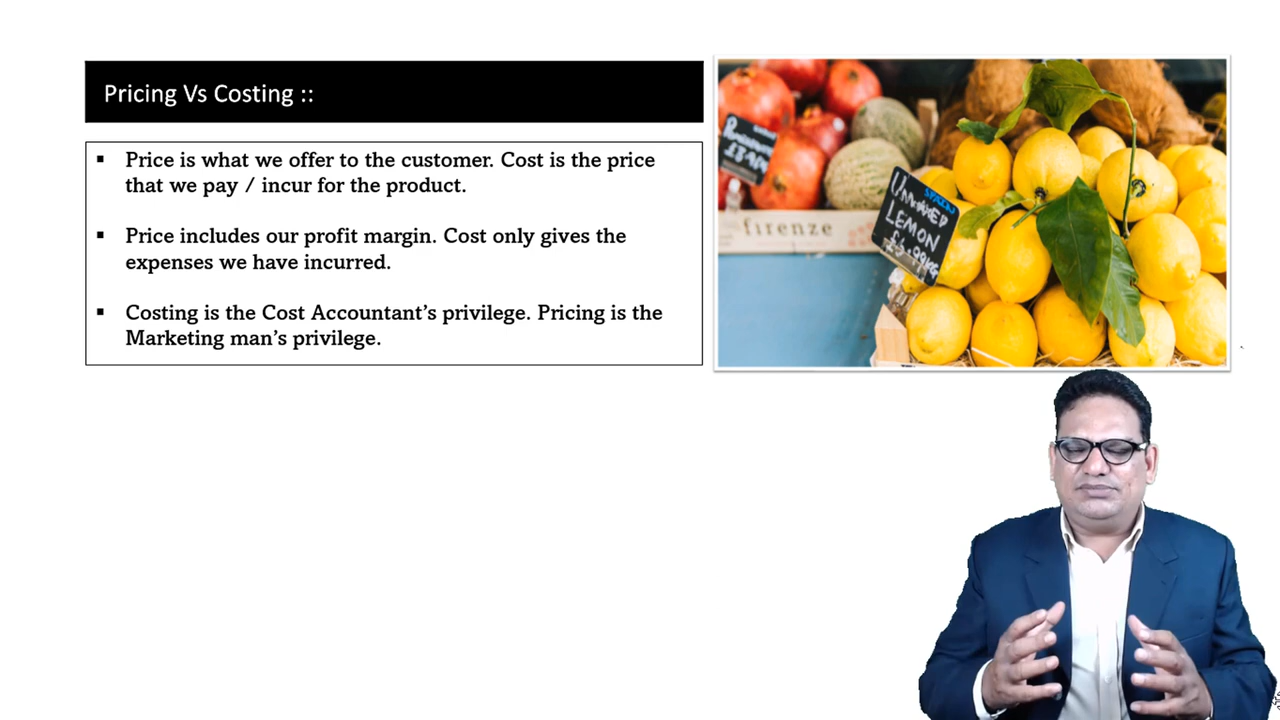 Pricing Vs Costing ::
▪ Price is what we offer to the customer. Cost is the price
that we pay / incur for the product.
▪ Price includes our profit margin. Cost only gives the
expenses we have incurred.
▪ Costing is the Cost Accountant’s privilege. Pricing is the
Marketing man’s privilege.
firenze
SPAIN
UNWAXED
LEMON